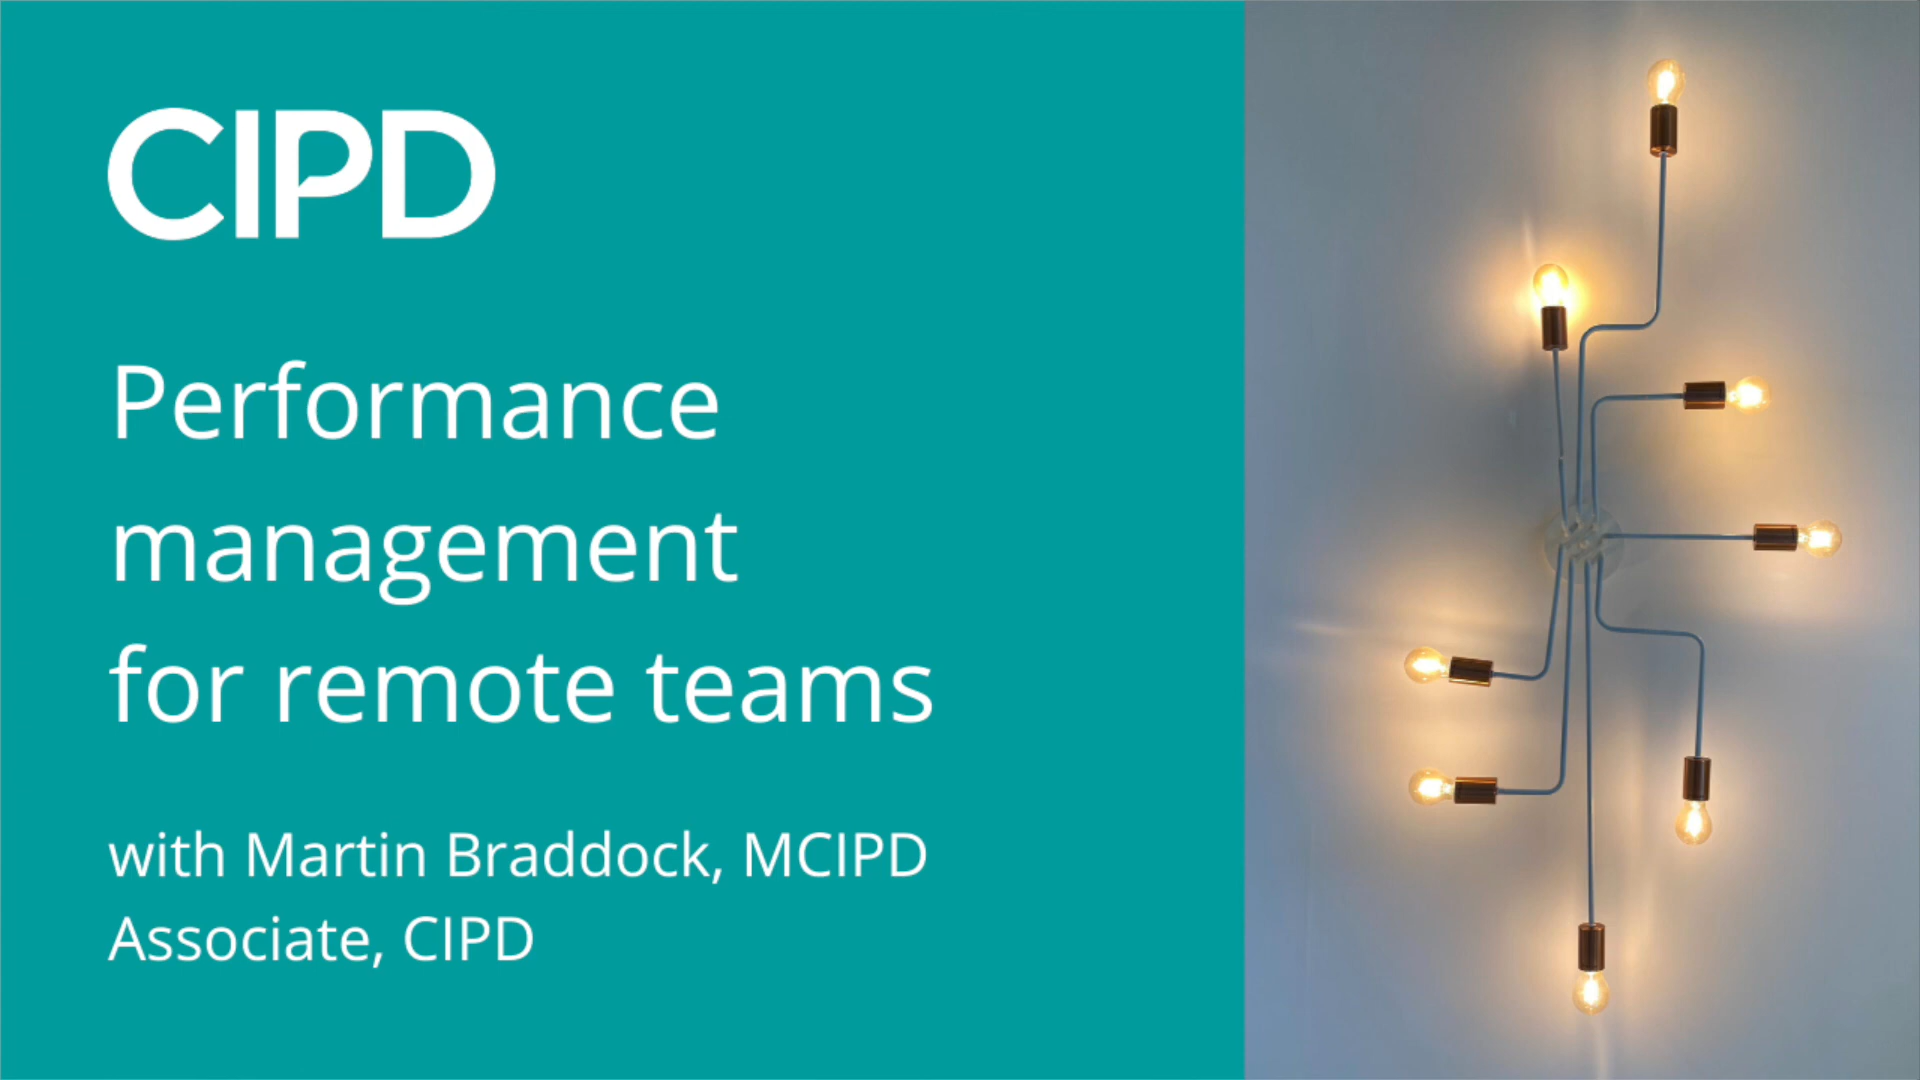 CIPD
Performance
management
for remote teams
with Martin Braddock, MCIPD
Associate, CIPD